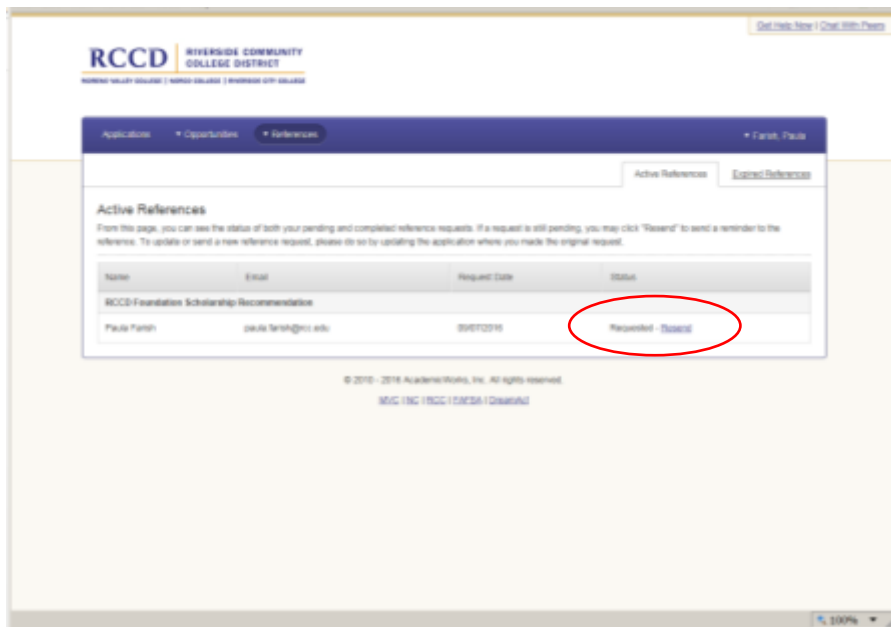 Get Help Now | Chat With Peers
RCCD RIVERSIDE COMMUNITY
COLLEGE DISTRICT
MORENO VALLEY COLLEGE | NORCO COLLEGE | RIVERSIDE CITY COLLEGE
Applications Opportunities References Farish, Paula
Active References Expired References
Active References
From this page, you can see the status of both your pending and completed reference requests. If a request is still pending, you may click "Resend" to send a reminder to the
reference. To update or send a new reference request, please do so by updating the application where you made the original request.
Name Email Request Date Status
RCCD Foundation Scholarship Recommendation
Paula Farish paula.farish@rcc.edu 09/07/2016 Requested - Resend
© 2010 - 2016 AcademicWorks, Inc. All rights reserved.
MVC | NC | RCC | FAFSA | DreamAct
100%